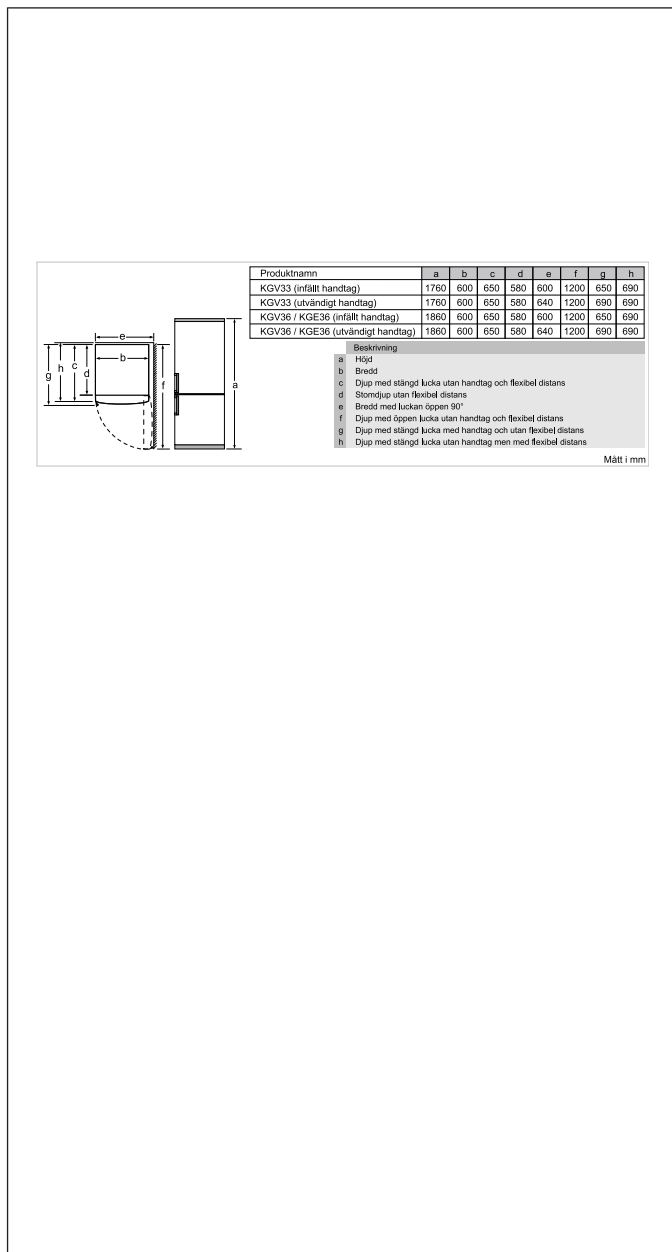 Produktnamn a b c d e f g h
KGV33 (infällt handtag) 1760 600 650 580 600 1200 650 690
KGV33 (utvändigt handtag) 1760 600 650 580 640 1200 690 690
KGV36 / KGE36 (infällt handtag) 1860 600 650 580 600 1200 650 690
KGV36 / KGE36 (utvändigt handtag) 1860 600 650 580 640 1200 690 690
Beskrivning
a Höjd
b Bredd
c Djup med stängd lucka utan handtag och flexibel distans
d Stomdjup utan flexibel distans
e Bredd med luckan öppen 90°
f Djup med öppen lucka utan handtag och flexibel distans
g Djup med stängd lucka med handtag och utan flexibel distans
h Djup med stängd lucka utan handtag men med flexibel distans
Mått i mm
e
b
g h c d f a